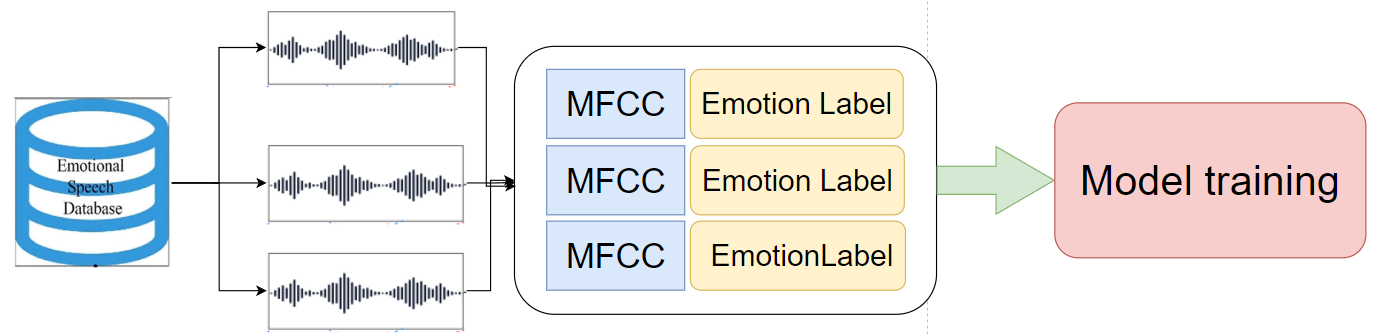 Emotional
Speech
Database
MFCC
Emotion Label
MFCC
Emotion Label
MFCC
EmotionLabel
Model training